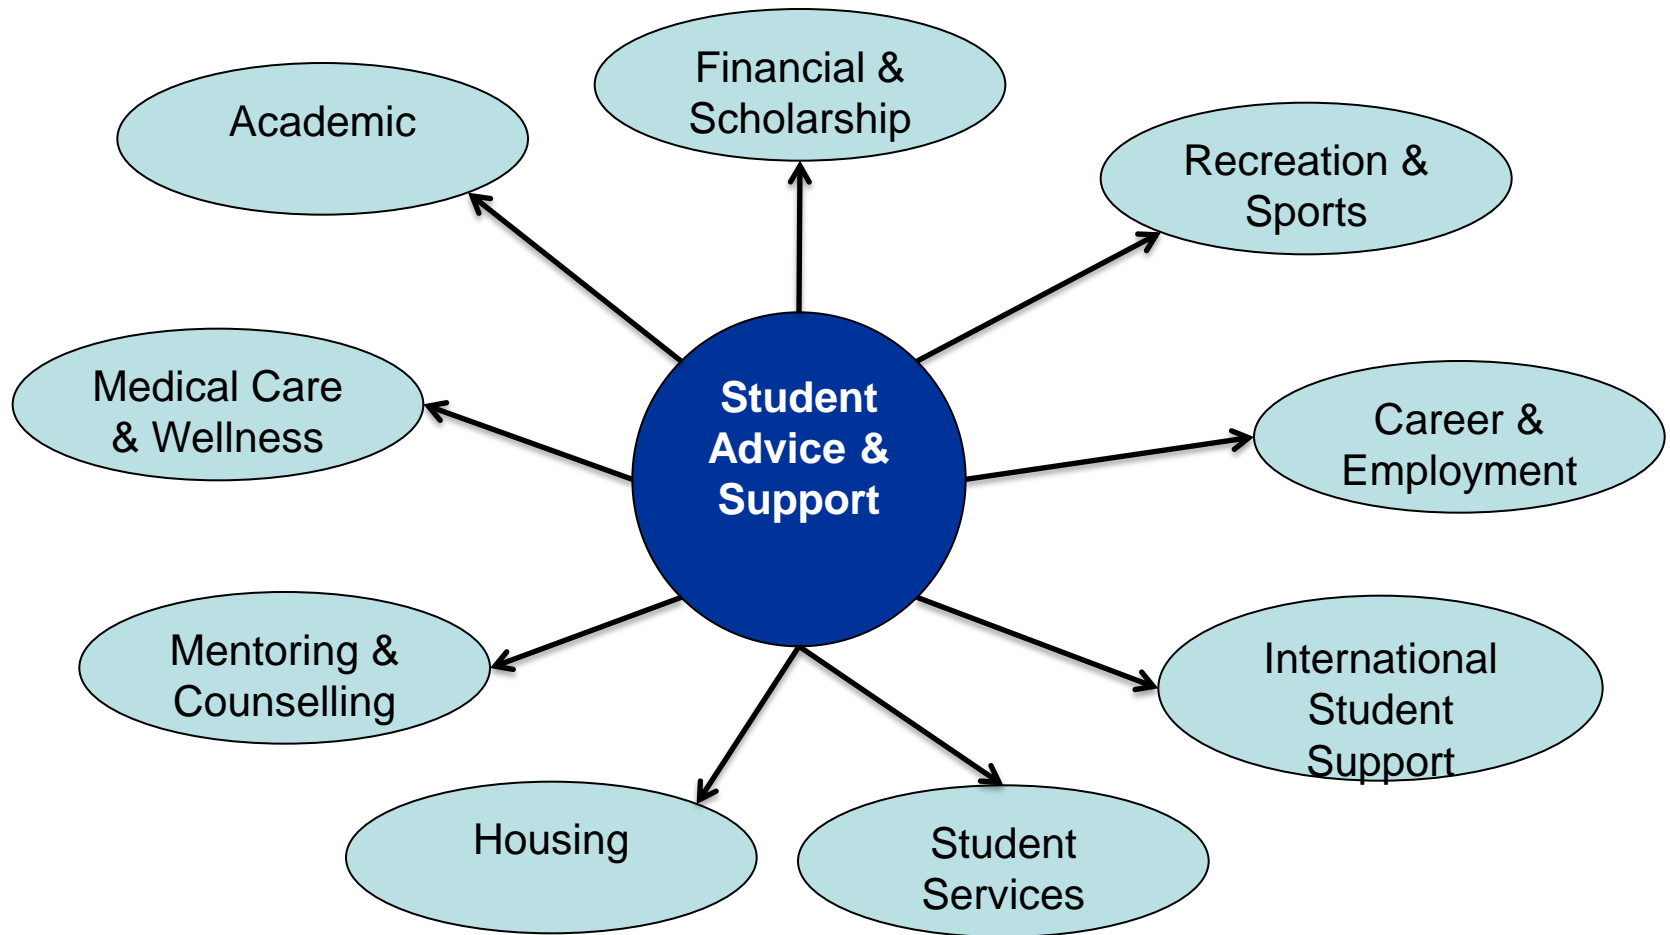 Financial &
Scholarship
Academic
Recreation &
Sports
Medical Care
& Wellness
Student
Advice &
Support
Career &
Employment
Mentoring &
Counselling
International
Student
Support
Housing
Student
Services